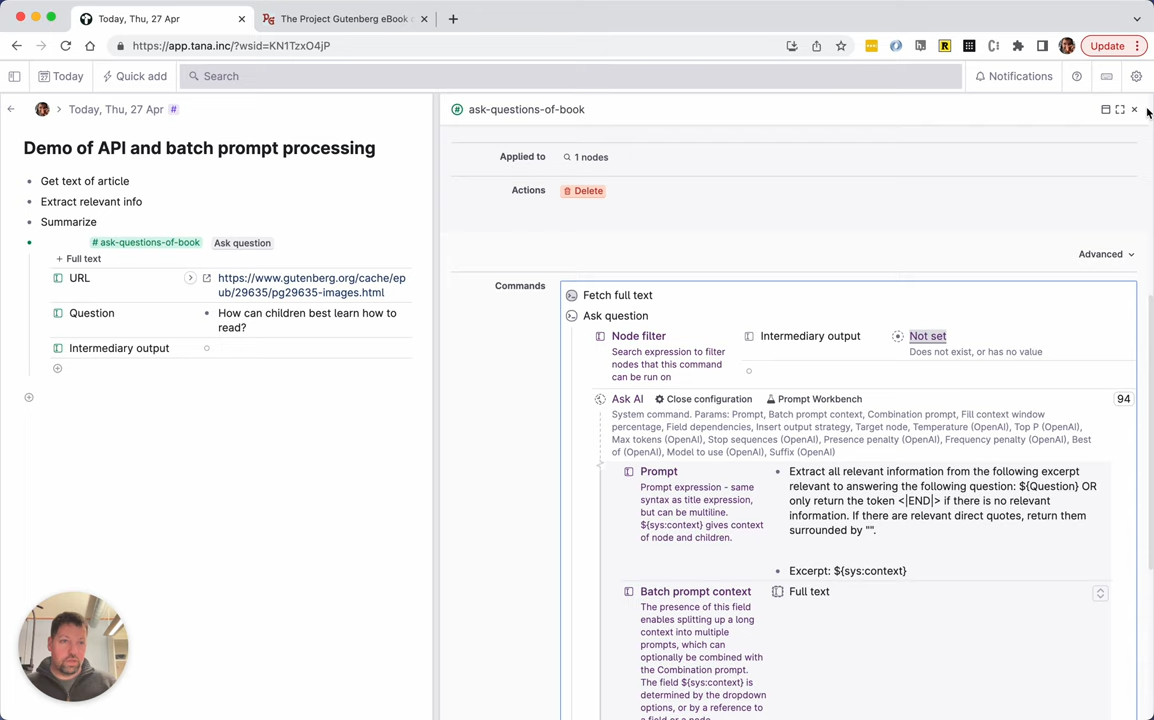 Today, Thu, 27 Apr
The Project Gutenberg eBook
https://app.tana.inc/?wsid=KN1TzxO4jP
Update
Today
Quick add
Search
Notifications
Today, Thu, 27 Apr #
Demo of API and batch prompt processing
Get text of article
Extract relevant info
Summarize
# ask-questions-of-book Ask question
+ Full text
URL
https://www.gutenberg.org/cache/ep
ub/29635/pg29635-images.html
Question
How can children best learn how to
read?
Intermediary output
ask-questions-of-book
Applied to
1 nodes
Actions
Delete
Advanced
Commands
Fetch full text
Ask question
Node filter
Search expression to filter
nodes that this command
can be run on
Intermediary output
Not set
Does not exist, or has no value
Ask AI Close configuration Prompt Workbench 94
System command. Params: Prompt, Batch prompt context, Combination prompt, Fill context window
percentage, Field dependencies, Insert output strategy, Target node, Temperature (OpenAI), Top P (OpenAI),
Max tokens (OpenAI), Stop sequences (OpenAI), Presence penalty (OpenAI), Frequency penalty (OpenAI), Best
of (OpenAI), Model to use (OpenAI), Suffix (OpenAI)
Prompt
Prompt expression - same
syntax as title expression,
but can be multiline.
${sys:context} gives context
of node and children.
Extract all relevant information from the following excerpt
relevant to answering the following question: ${Question} OR
only return the token <|END|> if there is no relevant
information. If there are relevant direct quotes, return them
surrounded by "".
Excerpt: ${sys:context}
Batch prompt context
The presence of this field
enables splitting up a long
context into multiple
prompts, which can
optionally be combined with
the Combination prompt.
The field ${sys:context} is
determined by the dropdown
options, or by a reference to
a field or a node
Full text